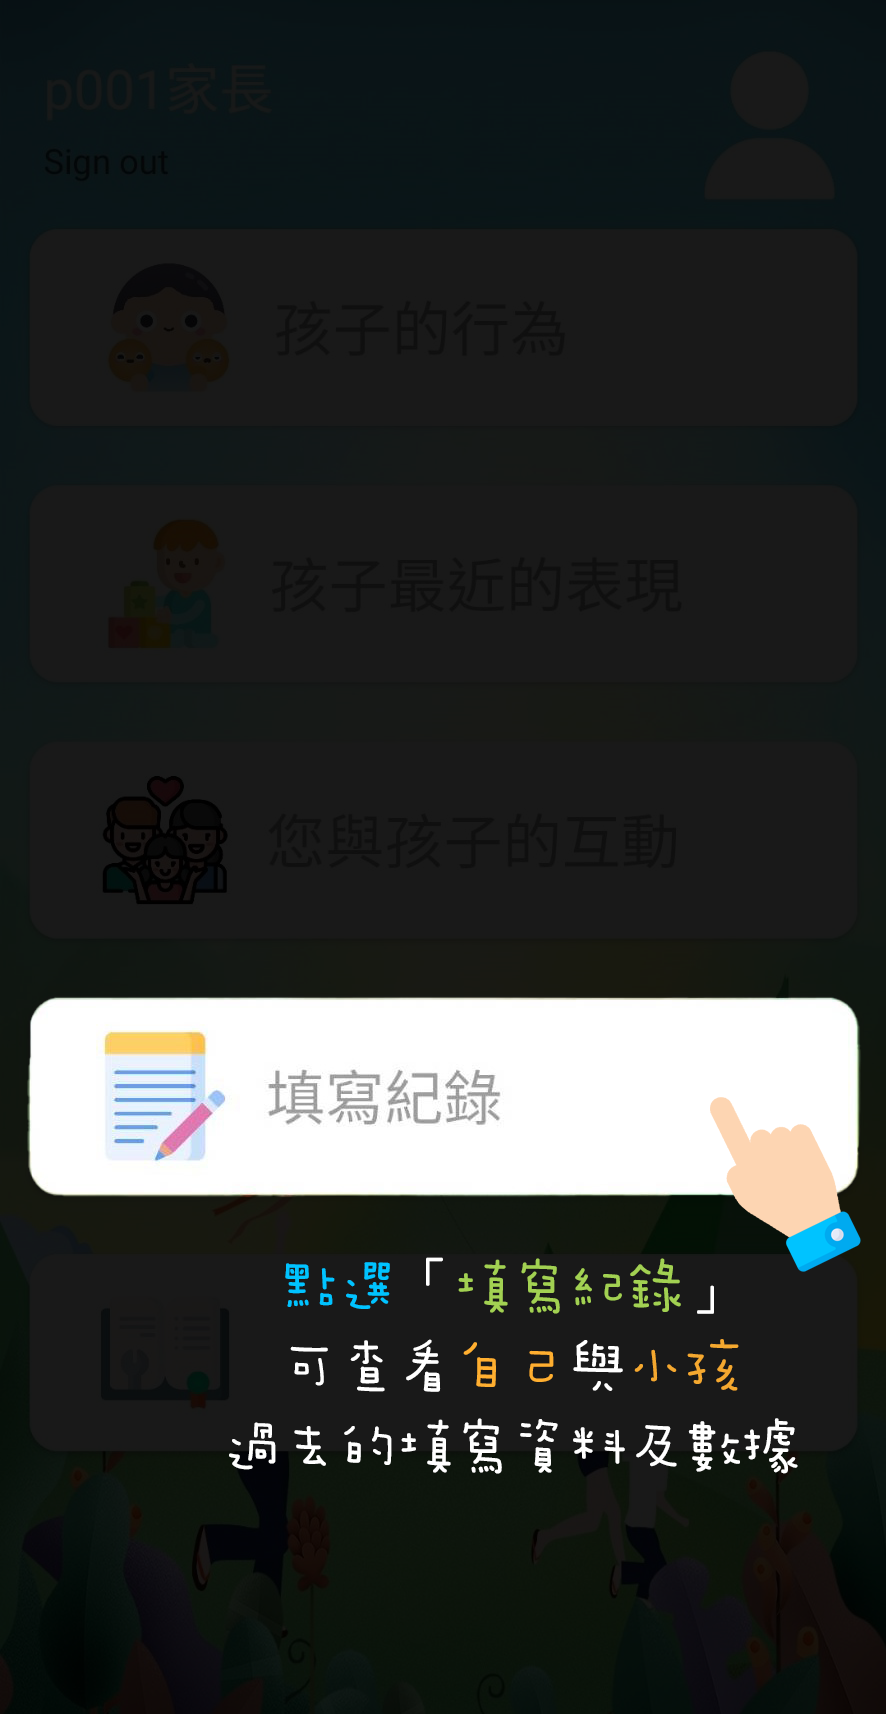 p001家長
Sign out
孩子的行為
孩子最近的表現
您與孩子的互動
填寫紀錄
點選「填寫紀錄」
可查看自己與小孩
過去的填寫資料及數據